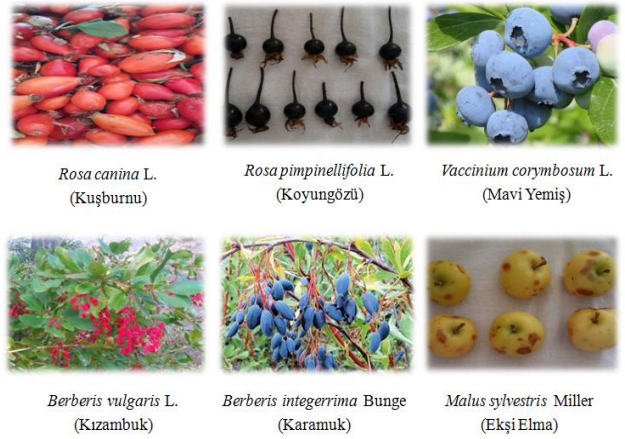 Rosa canina L.
(Kuşburnu)
Rosa pimpinellifolia L.
(Koyungözü)
Vaccinium corymbosum L.
(Mavi Yemiş)
Berberis vulgaris L.
(Kızambuk)
Berberis integerrima Bunge
(Karamuk)
Malus sylvestris Miller
(Ekşi Elma)